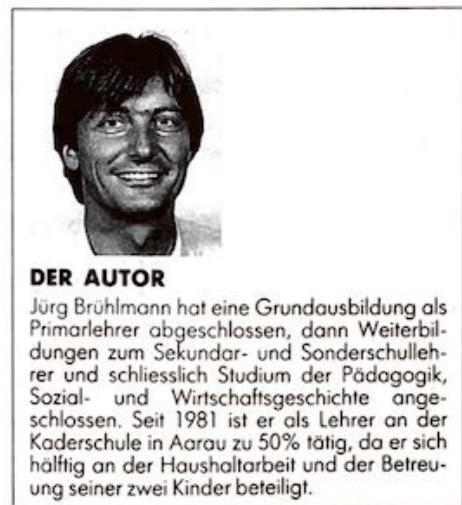 DER AUTOR
Jürg Brühlmann hat eine Grundausbildung als
Primarlehrer abgeschlossen, dann Weiterbil-
dungen zum Sekundar- und Sonderschulleh-
rer und schliesslich Studium der Pädagogik,
Sozial- und Wirtschaftsgeschichte ange-
schlossen. Seit 1981 ist er als Lehrer an der
Kaderschule in Aarau zu 50% tätig, da er sich
hälftig an der Haushaltarbeit und der Betreu-
ung seiner zwei Kinder beteiligt.